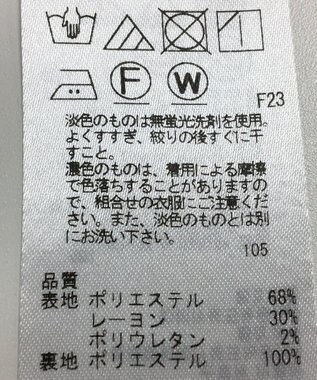 F W
F23
淡色のものは無蛍光洗剤を使用。
よくすすぎ、絞りの後すぐに干
すこと。
濃色のものは、着用による摩擦
で色落ちすることがありますの
で、組合せの衣服にご注意くだ
さい。また、淡色のものとは別
にお洗い下さい。
105
品質
表地 ポリエステル 68%
レーヨン 30%
ポリウレタン 2%
裏地 ポリエステル 100%